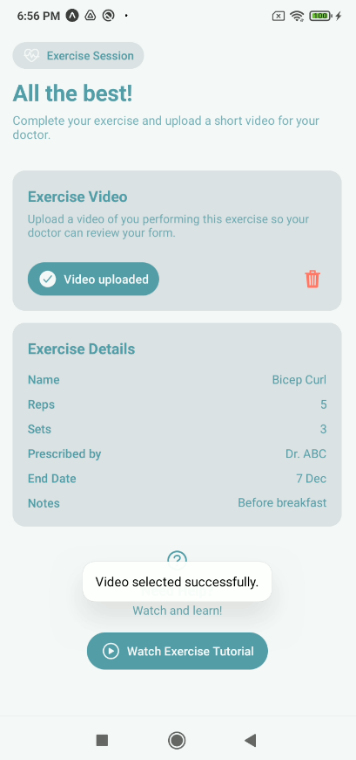 6:56 PM
100
Exercise Session
All the best!
Complete your exercise and upload a short video for your
doctor.
Exercise Video
Upload a video of you performing this exercise so your
doctor can review your form.
Video uploaded
Exercise Details
Name Bicep Curl
Reps 5
Sets 3
Prescribed by Dr. ABC
End Date 7 Dec
Notes Before breakfast
Video selected successfully.
Watch and learn!
Watch Exercise Tutorial